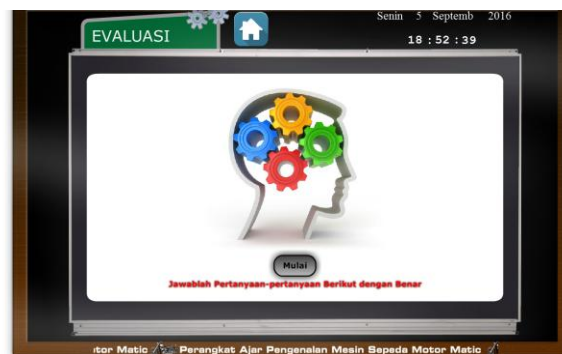 EVALUASI
Senin 5 Septemb 2016
18 : 52 : 39
Mulai
Jawablah Pertanyaan-pertanyaan Berikut dengan Benar
itor Matic Perangkat Ajar Pengenalan Mesin Sepeda Motor Matic